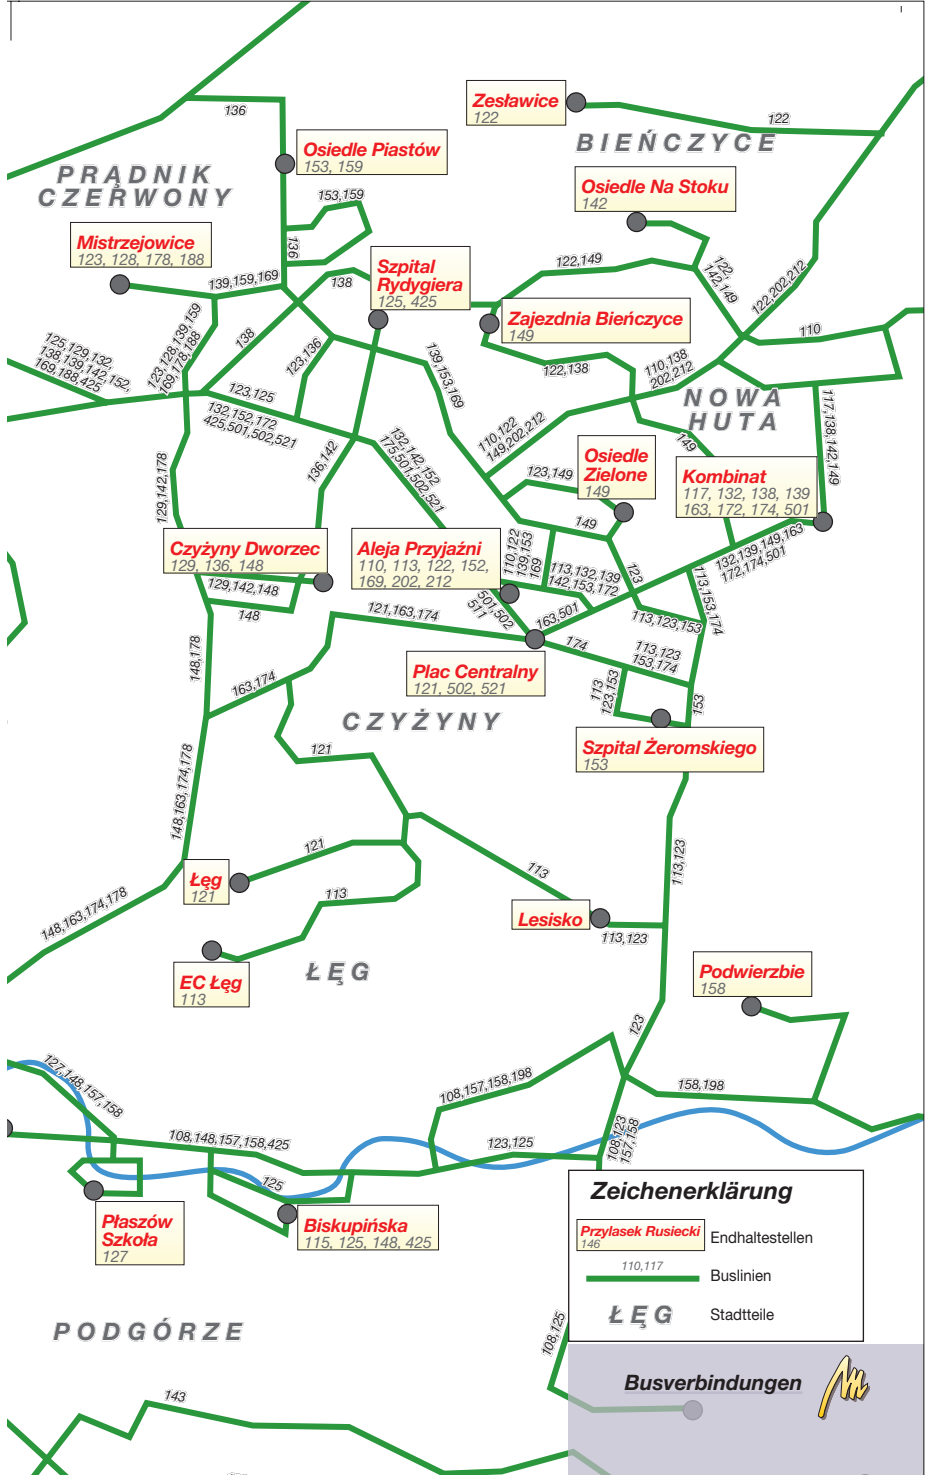 136
Zesławice
122
122
BIEŃCZYCE
Osiedle Piastów
153, 159
PRĄDNIK
CZERWONY
153,159
Osiedle Na Stoku
142
Mistrzejowice
123, 128, 178, 188
136
139,159,169
138
Szpital
Rydygiera
125, 425
122,149
122,
142,149
122,202,212
Zajezdnia Bieńczyce
149
110
123,128,139,159
169,178,188
138
123,136
139,153,169
125,129,132,
138,139,142,152,
169,188,425
122,138
110,138
202,212
123,125
132,152,172
425,501,502,521
NOWA
HUTA
117,138,142,149
110,122
149,202,212
132,142,152
175,501,502,521
136,142
149
129,142,178
Osiedle
Zielone
149
123,149
Kombinat
117, 132, 138, 139
163, 172, 174, 501
149
Czyżyny Dworzec
129, 136, 148
Aleja Przyjaźni
110, 113, 122, 152,
169, 202, 212
110,122
139,153
169
132,139,149,163
172,174,501
129,142,148
148
113,132,139
142,153,172
123
113,153,174
121,163,174
501,502
511
163,501
113,123,153
148,178
174
113,123
153,174
Plac Centralny
121, 502, 521
163,174
113
123,153
153
CZYŻYNY
121
Szpital Żeromskiego
153
148,163,174,178
121
113,123
113
Łęg
121
113
148,163,174,178
Lesisko
113,123
EC Łęg
113
ŁĘG
Podwierzbie
158
123
127,148,157,158
108,157,158,198
158,198
108,148,157,158,425
123,125
108,123
157,158
125
Płaszów
Szkoła
127
Biskupińska
115, 125, 148, 425
Zeichenerklärung
Przylasek Rusiecki
146
Endhaltestellen
110,117
Buslinien
ŁĘG
Stadtteile
PODGÓRZE
108,125
143
Busverbindungen